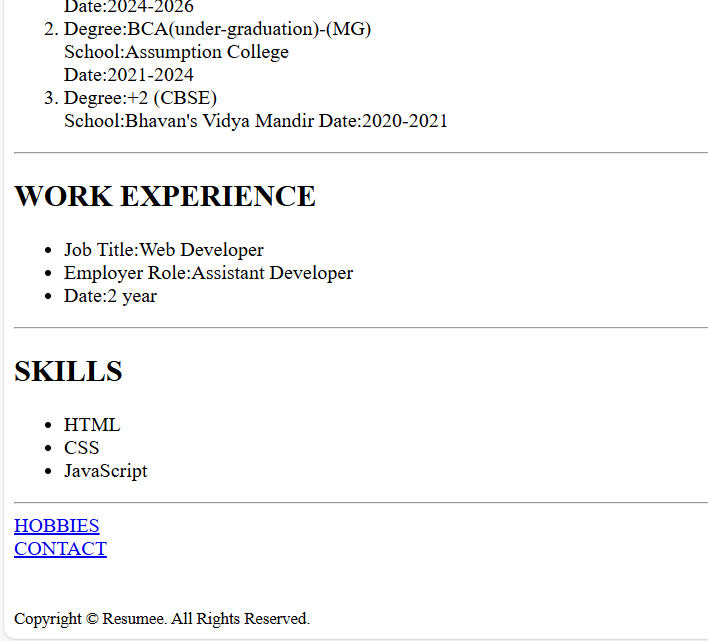 Date:2024-2026
2. Degree:BCA(under-graduation)-(MG)
School:Assumption College
Date:2021-2024
3. Degree:+2 (CBSE)
School:Bhavan's Vidya Mandir Date:2020-2021
WORK EXPERIENCE
• Job Title:Web Developer
• Employer Role:Assistant Developer
• Date:2 year
SKILLS
• HTML
• CSS
• JavaScript
HOBBIES
CONTACT
Copyright © Resumee. All Rights Reserved.